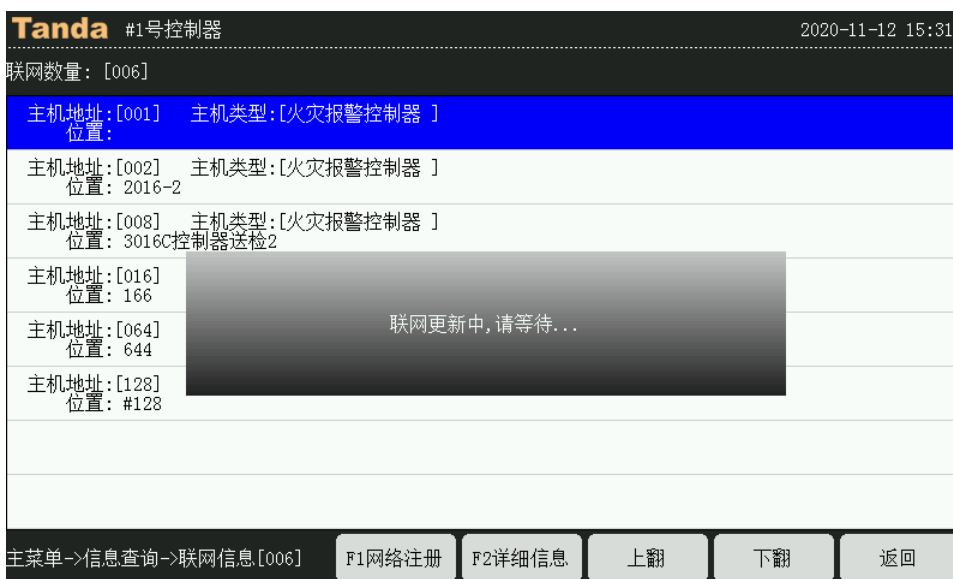 Tanda #1号控制器 2020-11-12 15:31
联网数量: [006]
主机地址:[001] 主机类型:[火灾报警控制器 ]
位置:
主机地址:[002] 主机类型:[火灾报警控制器 ]
位置: 2016-2
主机地址:[008] 主机类型:[火灾报警控制器 ]
位置: 3016C控制器送检2
主机地址:[016]
位置: 166
联网更新中,请等待...
主机地址:[064]
位置: 644
主机地址:[128]
位置: #128
主菜单->信息查询->联网信息[006] F1网络注册 F2详细信息 上翻 下翻 返回